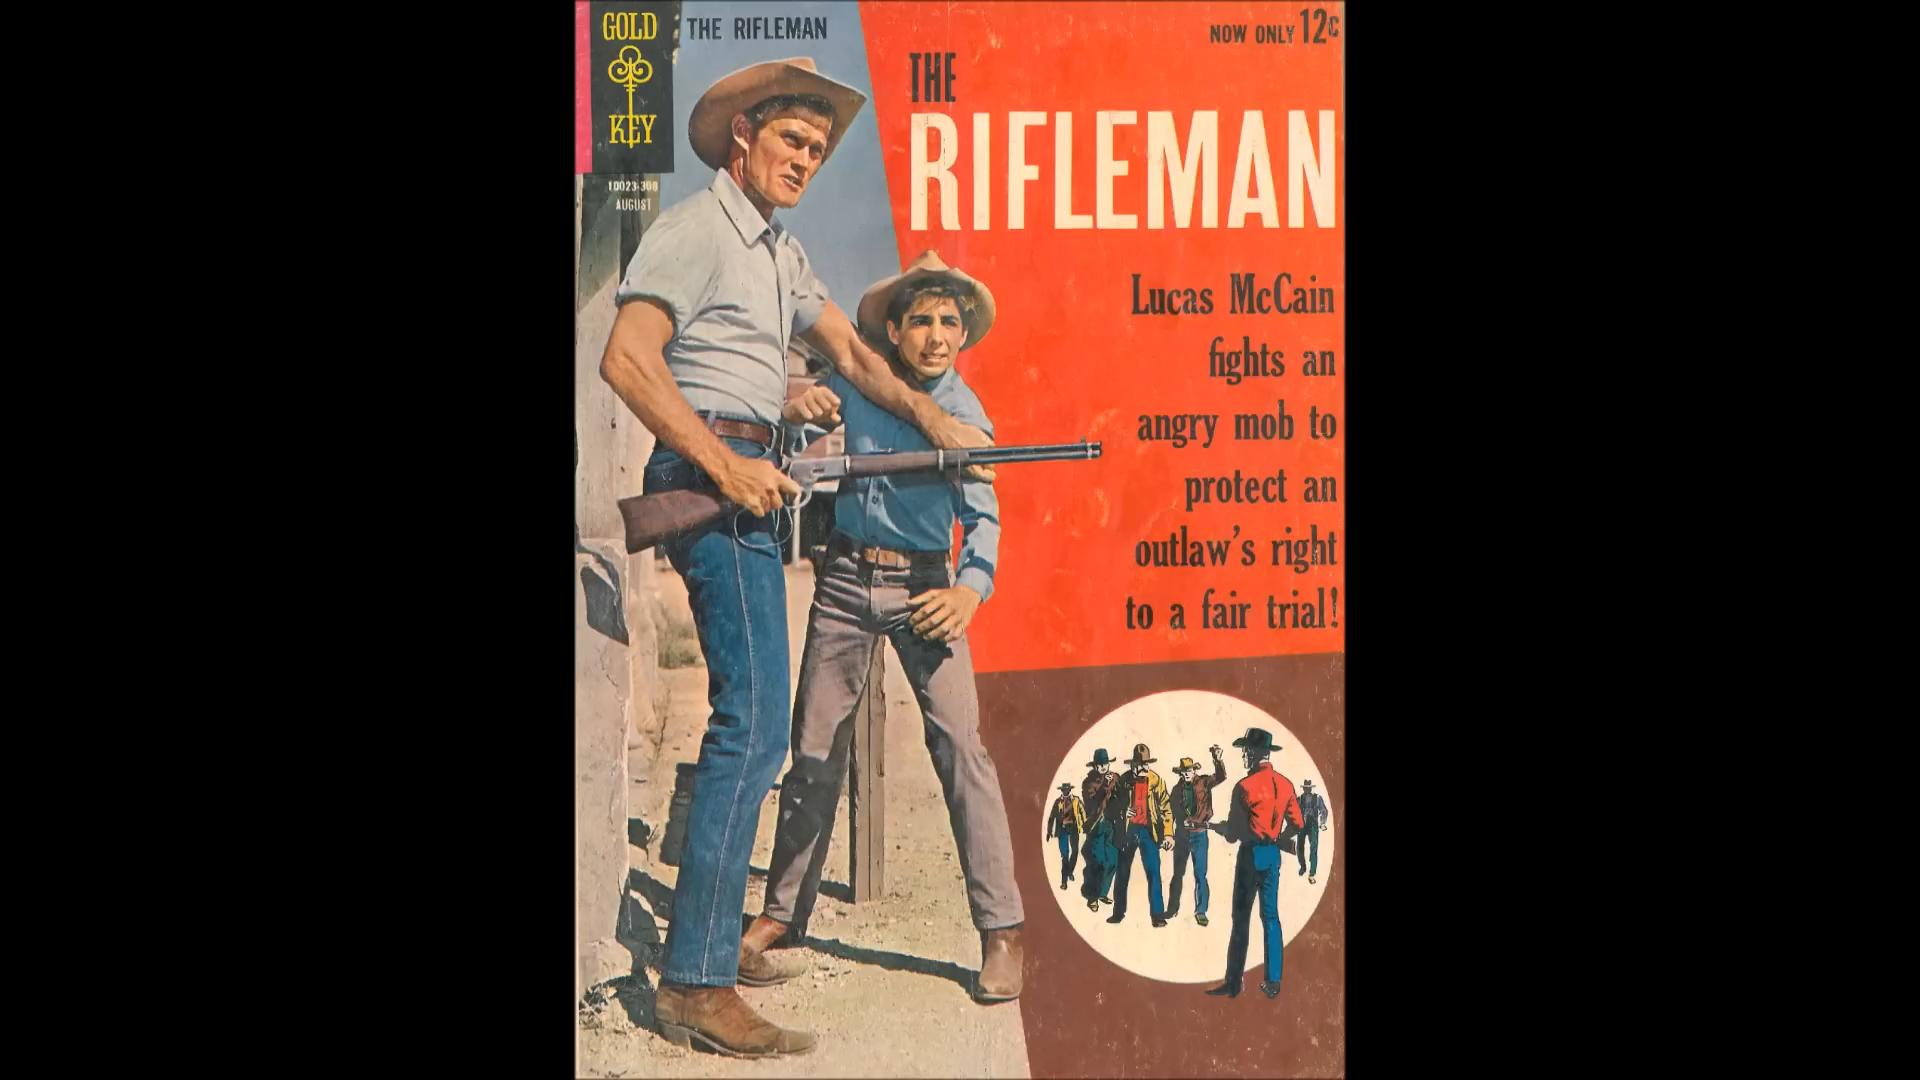 GOLD
KEY
10023-308
AUGUST
THE RIFLEMAN
NOW ONLY 12¢
THE
RIFLEMAN
Lucas McCain
fights an
angry mob to
protect an
outlaw's right
to a fair trial!